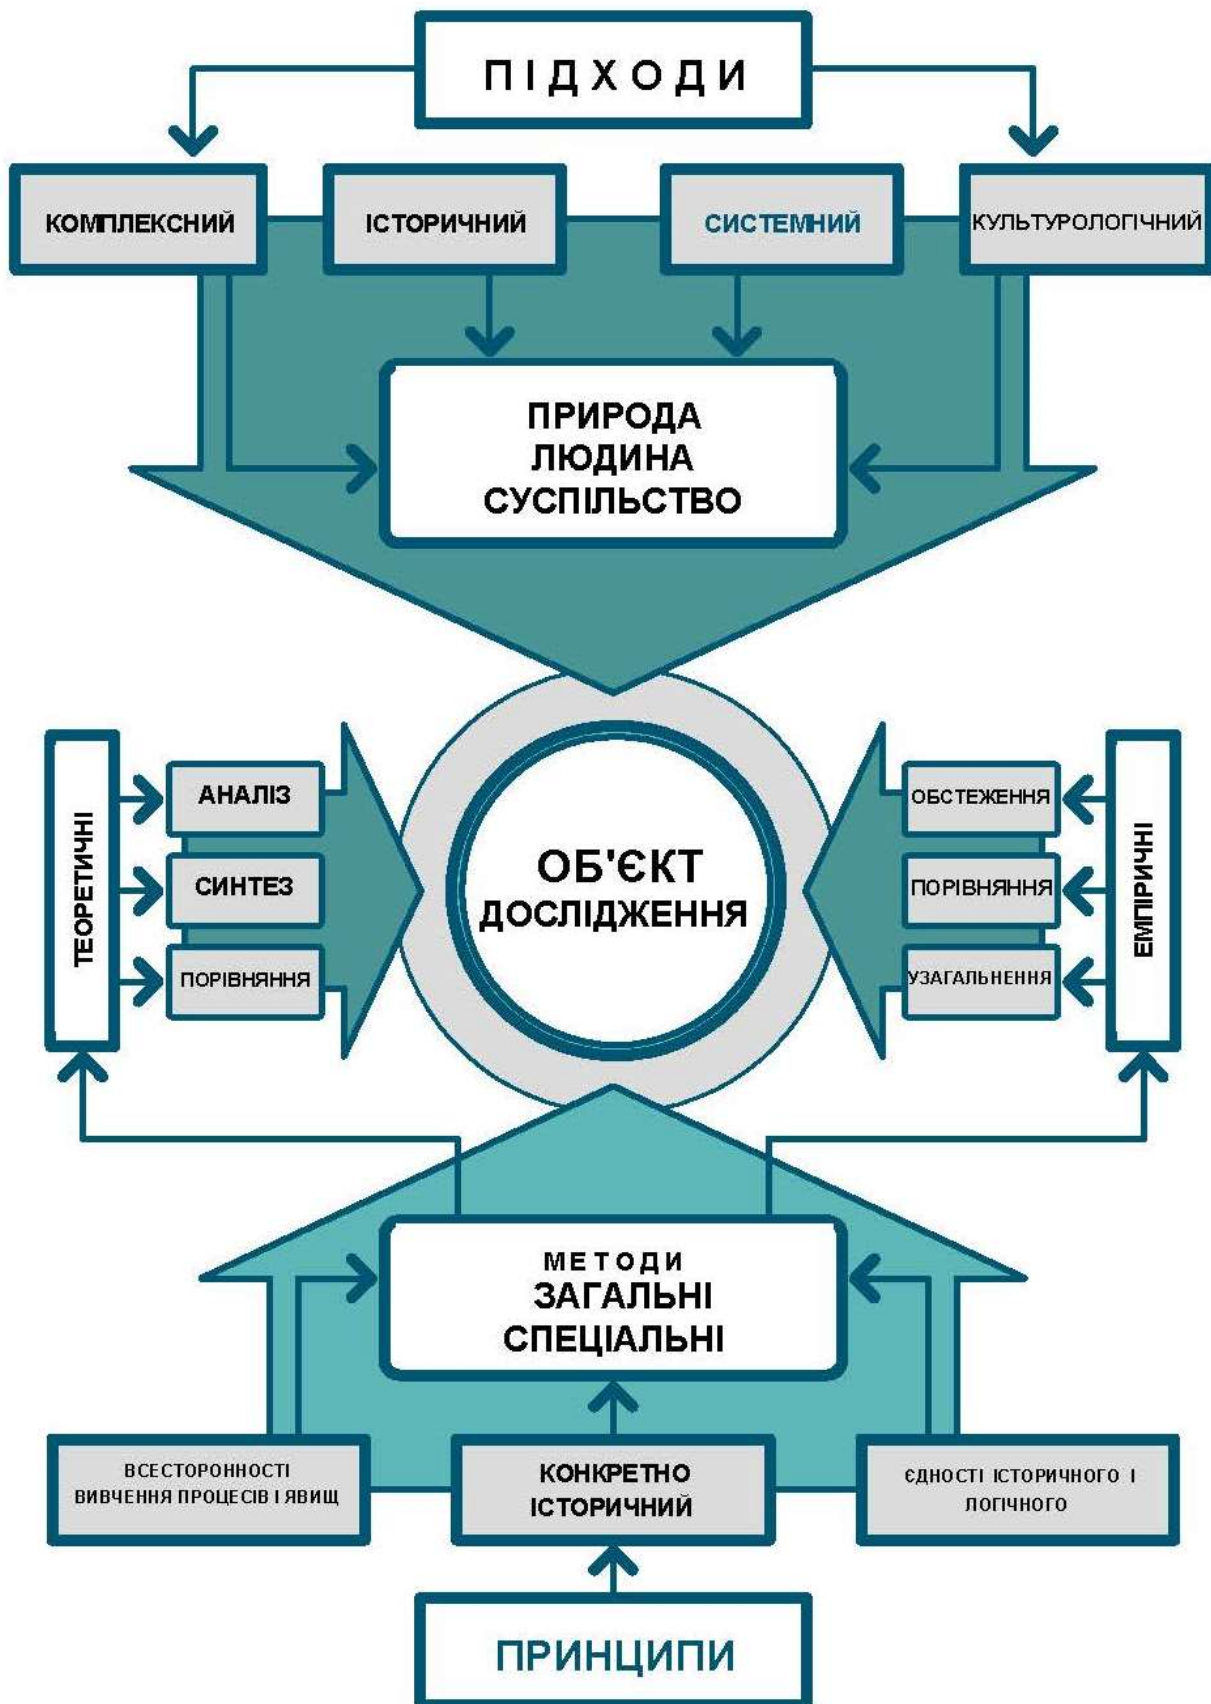 ПІДХОДИ
КОМПЛЕКСНИЙ
ІСТОРИЧНИЙ
СИСТЕМНИЙ
КУЛЬТУРОЛОГІЧНИЙ
ПРИРОДА
ЛЮДИНА
СУСПІЛЬСТВО
ТЕОРЕТИЧНІ
АНАЛІЗ
СИНТЕЗ
ПОРІВНЯННЯ
ОБ'ЄКТ
ДОСЛІДЖЕННЯ
ОБСТЕЖЕННЯ
ПОРІВНЯННЯ
УЗАГАЛЬНЕННЯ
ЕМПІРИЧНІ
МЕТОДИ
ЗАГАЛЬНІ
СПЕЦІАЛЬНІ
ВСЕСТОРОННОСТІ
ВИВЧЕННЯ ПРОЦЕСІВ І ЯВИЩ
КОНКРЕТНО
ІСТОРИЧНИЙ
ЄДНОСТІ ІСТОРИЧНОГО І
ЛОГІЧНОГО
ПРИНЦИПИ